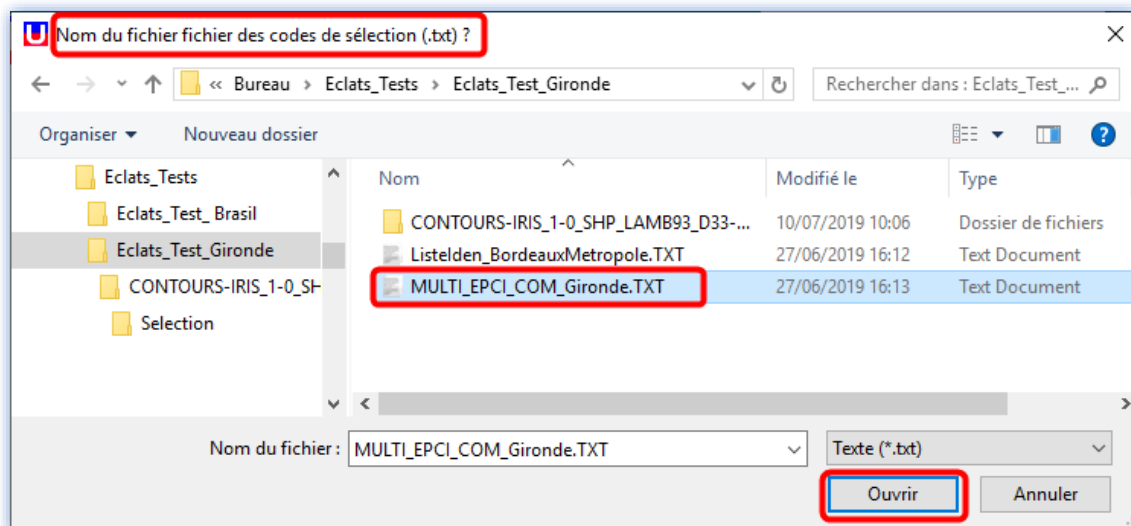 U Nom du fichier fichier des codes de sélection (.txt) ?
« Bureau › Eclats_Tests › Eclats_Test_Gironde Rechercher dans : Eclats_Test_...
Organiser Nouveau dossier ?
Eclats_Tests
Eclats_Test_ Brasil
Eclats_Test_Gironde
CONTOURS-IRIS_1-0_SH
Selection
Nom Modifié le Type
CONTOURS-IRIS_1-0_SHP_LAMB93_D33-... 10/07/2019 10:06 Dossier de fichiers
Listelden_BordeauxMetropole.TXT 27/06/2019 16:12 Text Document
MULTI_EPCI_COM_Gironde.TXT 27/06/2019 16:13 Text Document
Nom du fichier : MULTI_EPCI_COM_Gironde.TXT Texte (*.txt)
Ouvrir Annuler